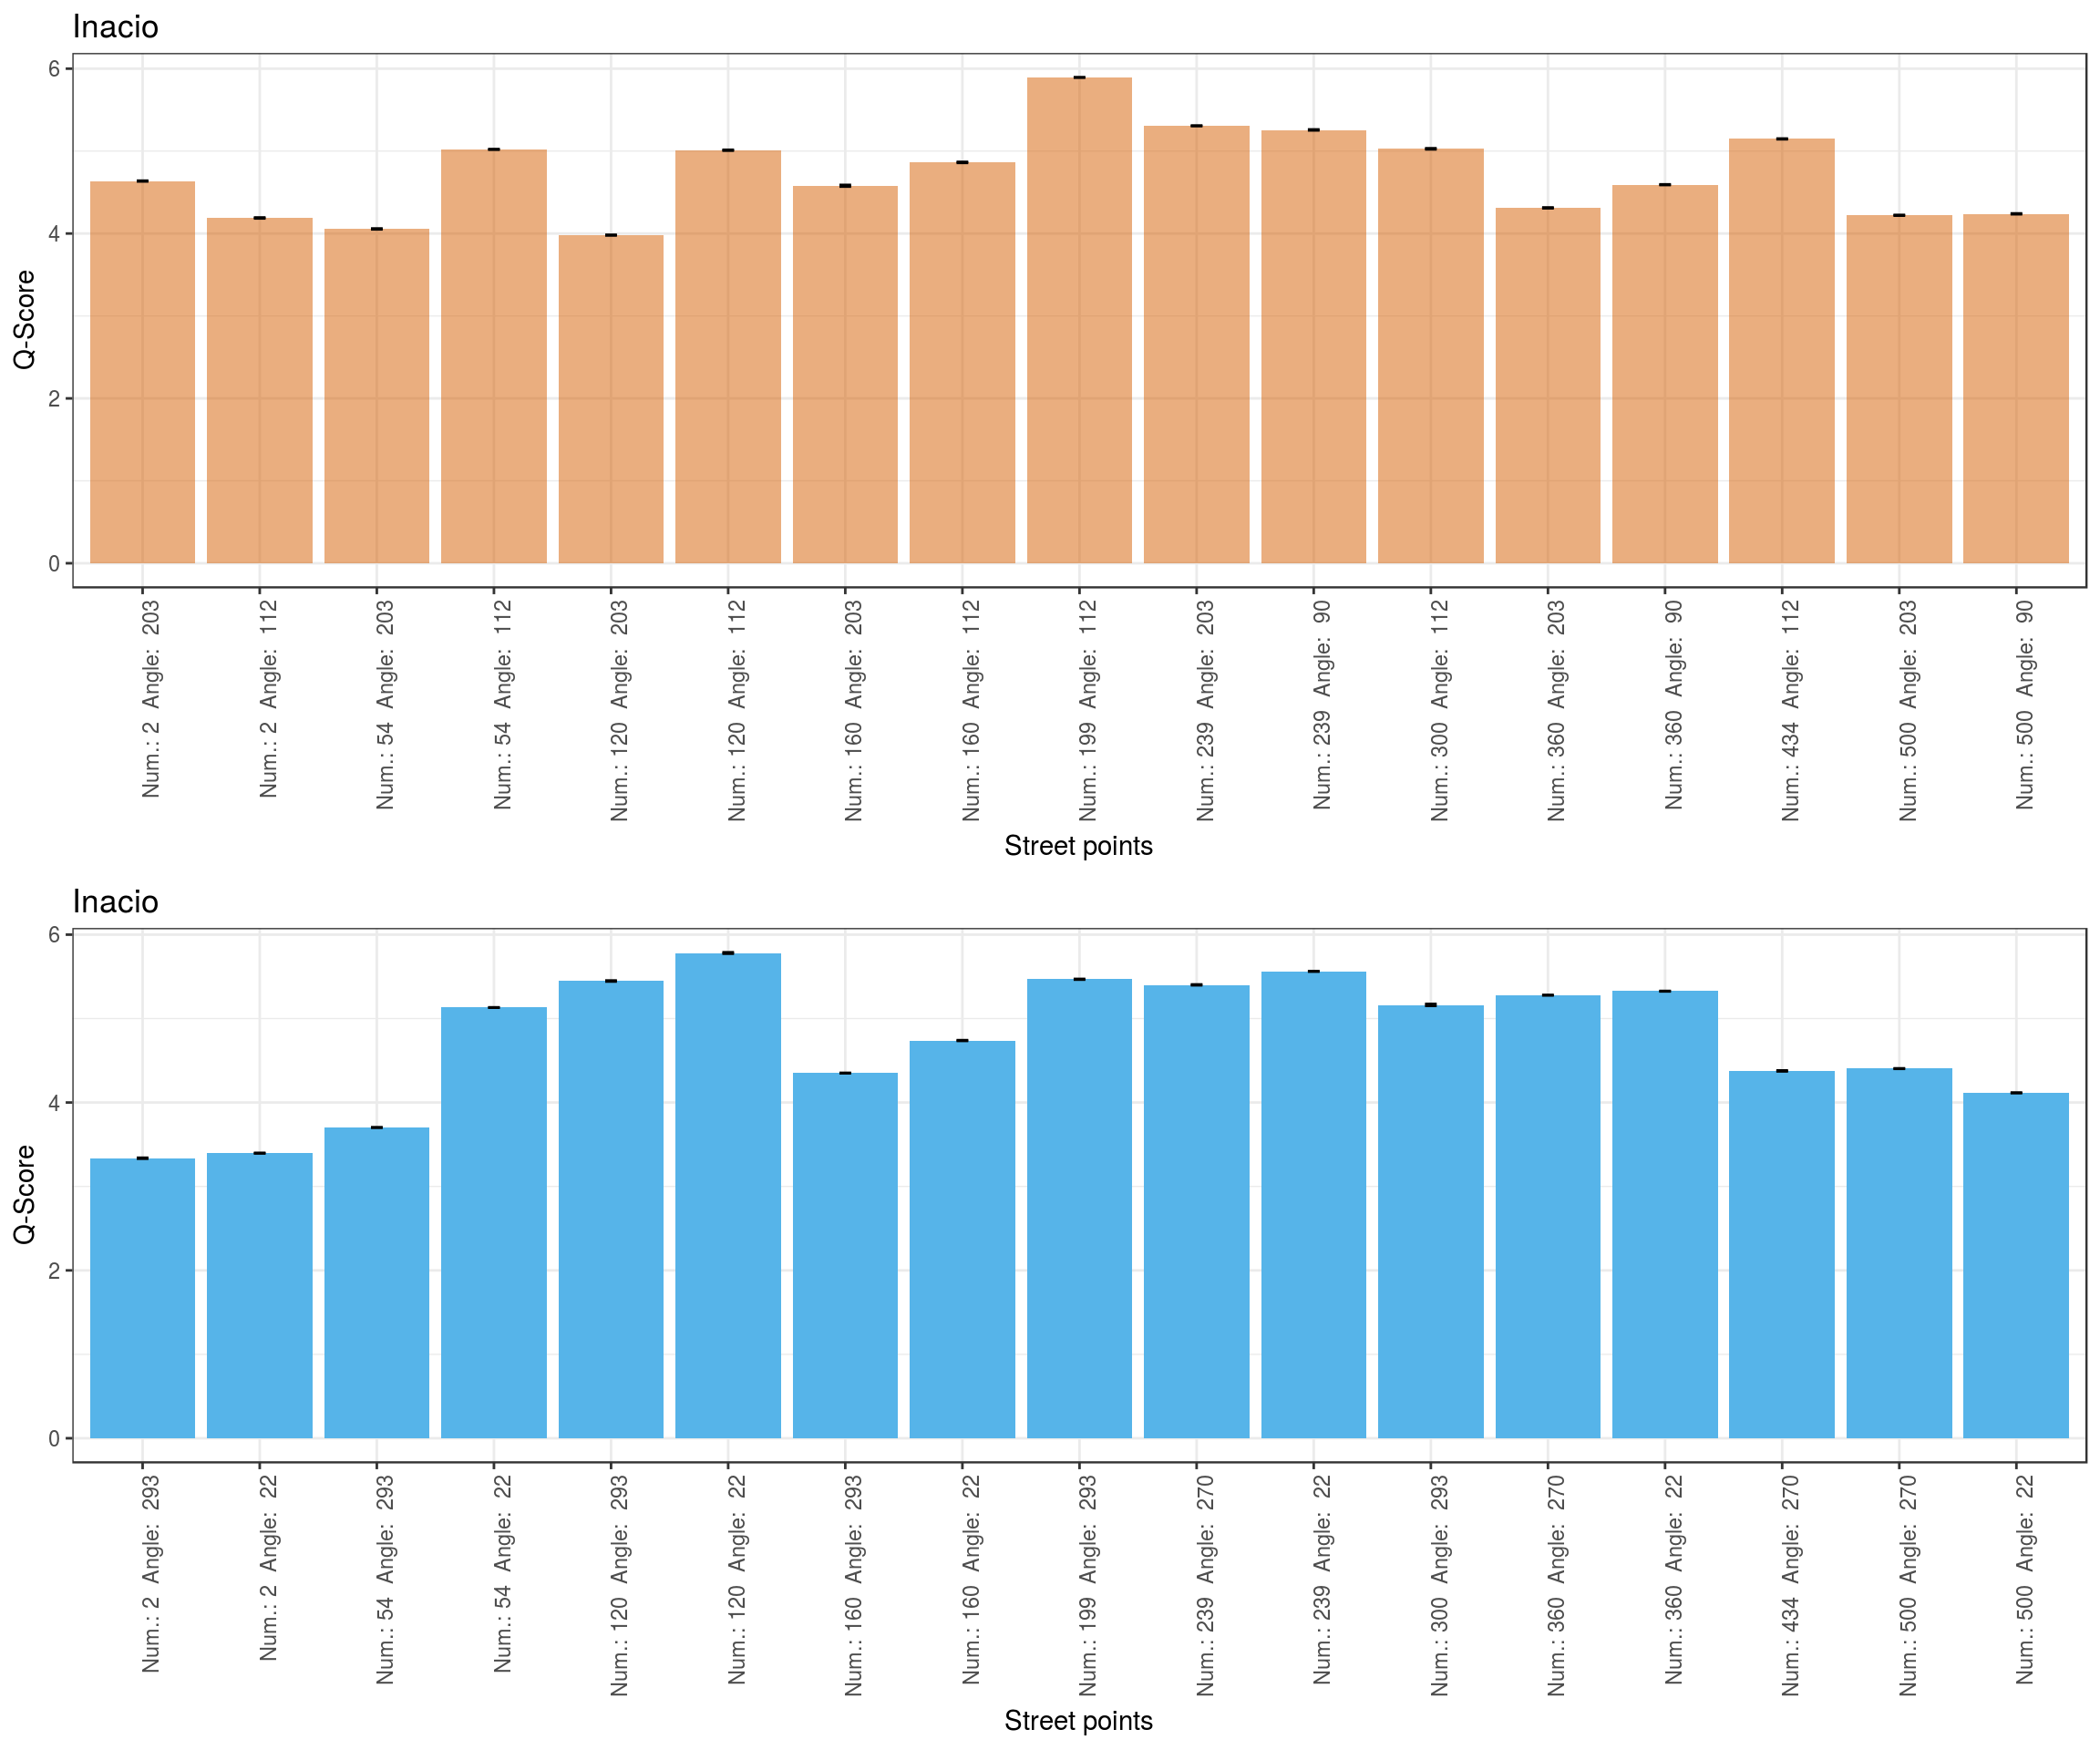 Inacio
6
4
2
0
Q-Score
Num.: 2 Angle: 203
Num.: 2 Angle: 112
Num.: 54 Angle: 203
Num.: 54 Angle: 112
Num.: 120 Angle: 203
Num.: 120 Angle: 112
Num.: 160 Angle: 203
Num.: 160 Angle: 112
Num.: 199 Angle: 112
Num.: 239 Angle: 203
Num.: 239 Angle: 90
Num.: 300 Angle: 112
Num.: 360 Angle: 203
Num.: 360 Angle: 90
Num.: 434 Angle: 112
Num.: 500 Angle: 203
Num.: 500 Angle: 90
Street points
Inacio
6
4
2
0
Q-Score
Num.: 2 Angle: 293
Num.: 2 Angle: 22
Num.: 54 Angle: 293
Num.: 54 Angle: 22
Num.: 120 Angle: 293
Num.: 120 Angle: 22
Num.: 160 Angle: 293
Num.: 160 Angle: 22
Num.: 199 Angle: 293
Num.: 239 Angle: 270
Num.: 239 Angle: 22
Num.: 300 Angle: 293
Num.: 360 Angle: 270
Num.: 360 Angle: 22
Num.: 434 Angle: 270
Num.: 500 Angle: 270
Num.: 500 Angle: 22
Street points